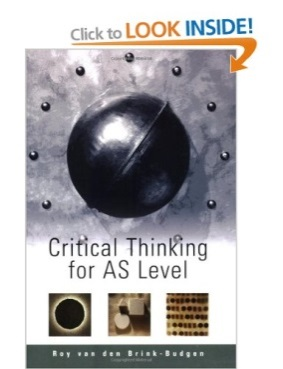 Click to LOOK INSIDE!
Critical Thinking
for AS Level
Roy van den Brink-Budgen